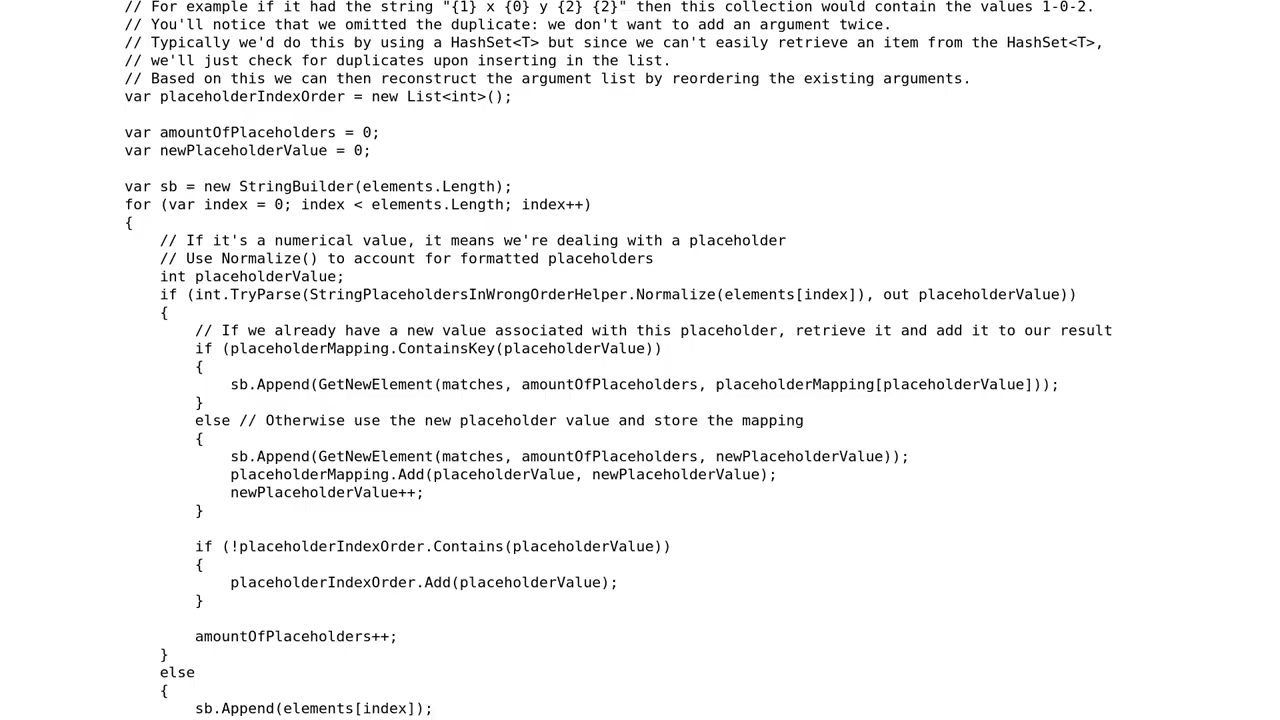 // For example if it had the string "{1} x {0} y {2} {2}" then this collection would contain the values 1-0-2.
// You'll notice that we omitted the duplicate: we don't want to add an argument twice.
// Typically we'd do this by using a HashSet<T> but since we can't easily retrieve an item from the HashSet<T>,
// we'll just check for duplicates upon inserting in the list.
// Based on this we can then reconstruct the argument list by reordering the existing arguments.
var placeholderIndexOrder = new List<int>();

var amountOfPlaceholders = 0;
var newPlaceholderValue = 0;

var sb = new StringBuilder(elements.Length);
for (var index = 0; index < elements.Length; index++)
{
    // If it's a numerical value, it means we're dealing with a placeholder
    // Use Normalize() to account for formatted placeholders
    int placeholderValue;
    if (int.TryParse(StringPlaceholdersInWrongOrderHelper.Normalize(elements[index]), out placeholderValue))
    {
        // If we already have a new value associated with this placeholder, retrieve it and add it to our result
        if (placeholderMapping.ContainsKey(placeholderValue))
        {
            sb.Append(GetNewElement(matches, amountOfPlaceholders, placeholderMapping[placeholderValue]));
        }
        else // Otherwise use the new placeholder value and store the mapping
        {
            sb.Append(GetNewElement(matches, amountOfPlaceholders, newPlaceholderValue));
            placeholderMapping.Add(placeholderValue, newPlaceholderValue);
            newPlaceholderValue++;
        }

        if (!placeholderIndexOrder.Contains(placeholderValue))
        {
            placeholderIndexOrder.Add(placeholderValue);
        }

        amountOfPlaceholders++;
    }
    else
    {
        sb.Append(elements[index]);